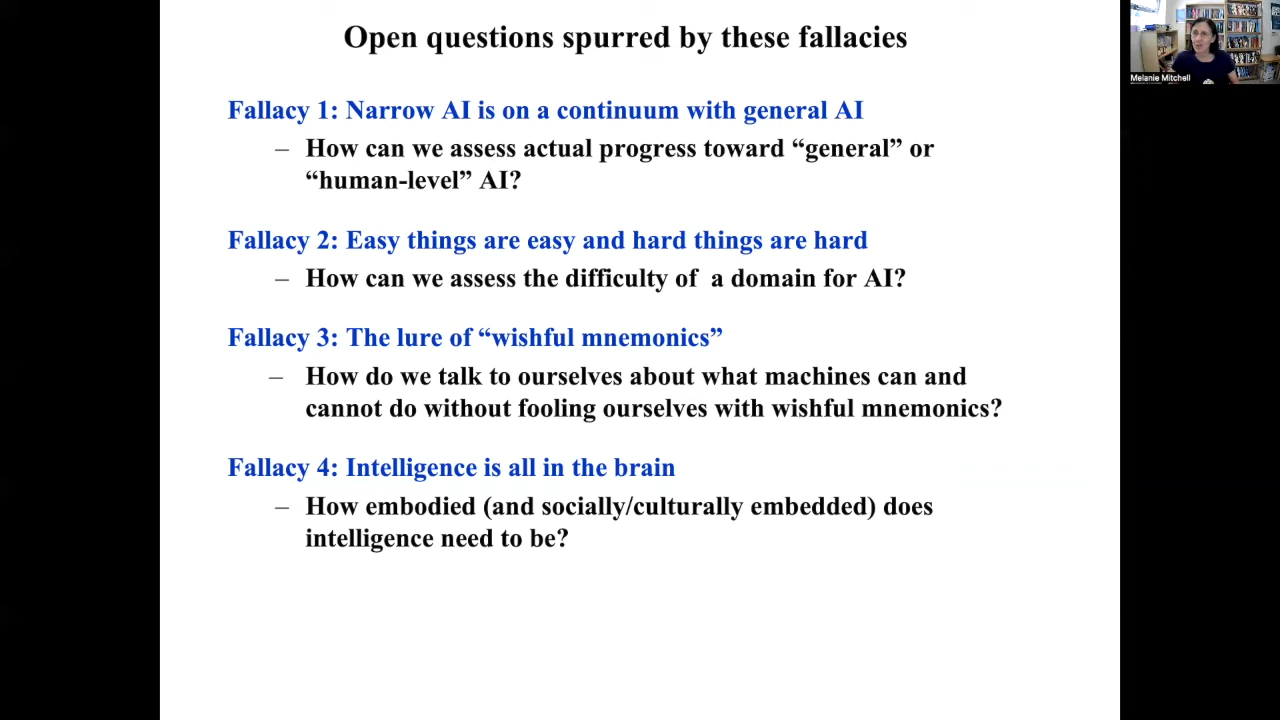 Open questions spurred by these fallacies
Melanie Mitchell
Fallacy 1: Narrow AI is on a continuum with general AI
– How can we assess actual progress toward “general” or
“human-level” AI?
Fallacy 2: Easy things are easy and hard things are hard
– How can we assess the difficulty of  a domain for AI?
Fallacy 3: The lure of “wishful mnemonics”
– How do we talk to ourselves about what machines can and
cannot do without fooling ourselves with wishful mnemonics?
Fallacy 4: Intelligence is all in the brain
– How embodied (and socially/culturally embedded) does
intelligence need to be?